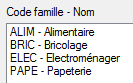 Code famille - Nom
ALIM - Alimentaire
BRIC - Bricolage
ELEC - Electroménager
PAPE - Papeterie